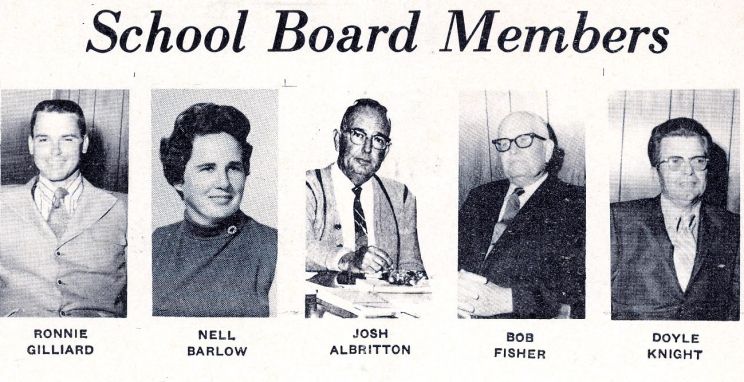 School Board Members
RONNIE
GILLIARD
NELL
BARLOW
JOSH
ALBRITTON
BOB
FISHER
DOYLE
KNIGHT